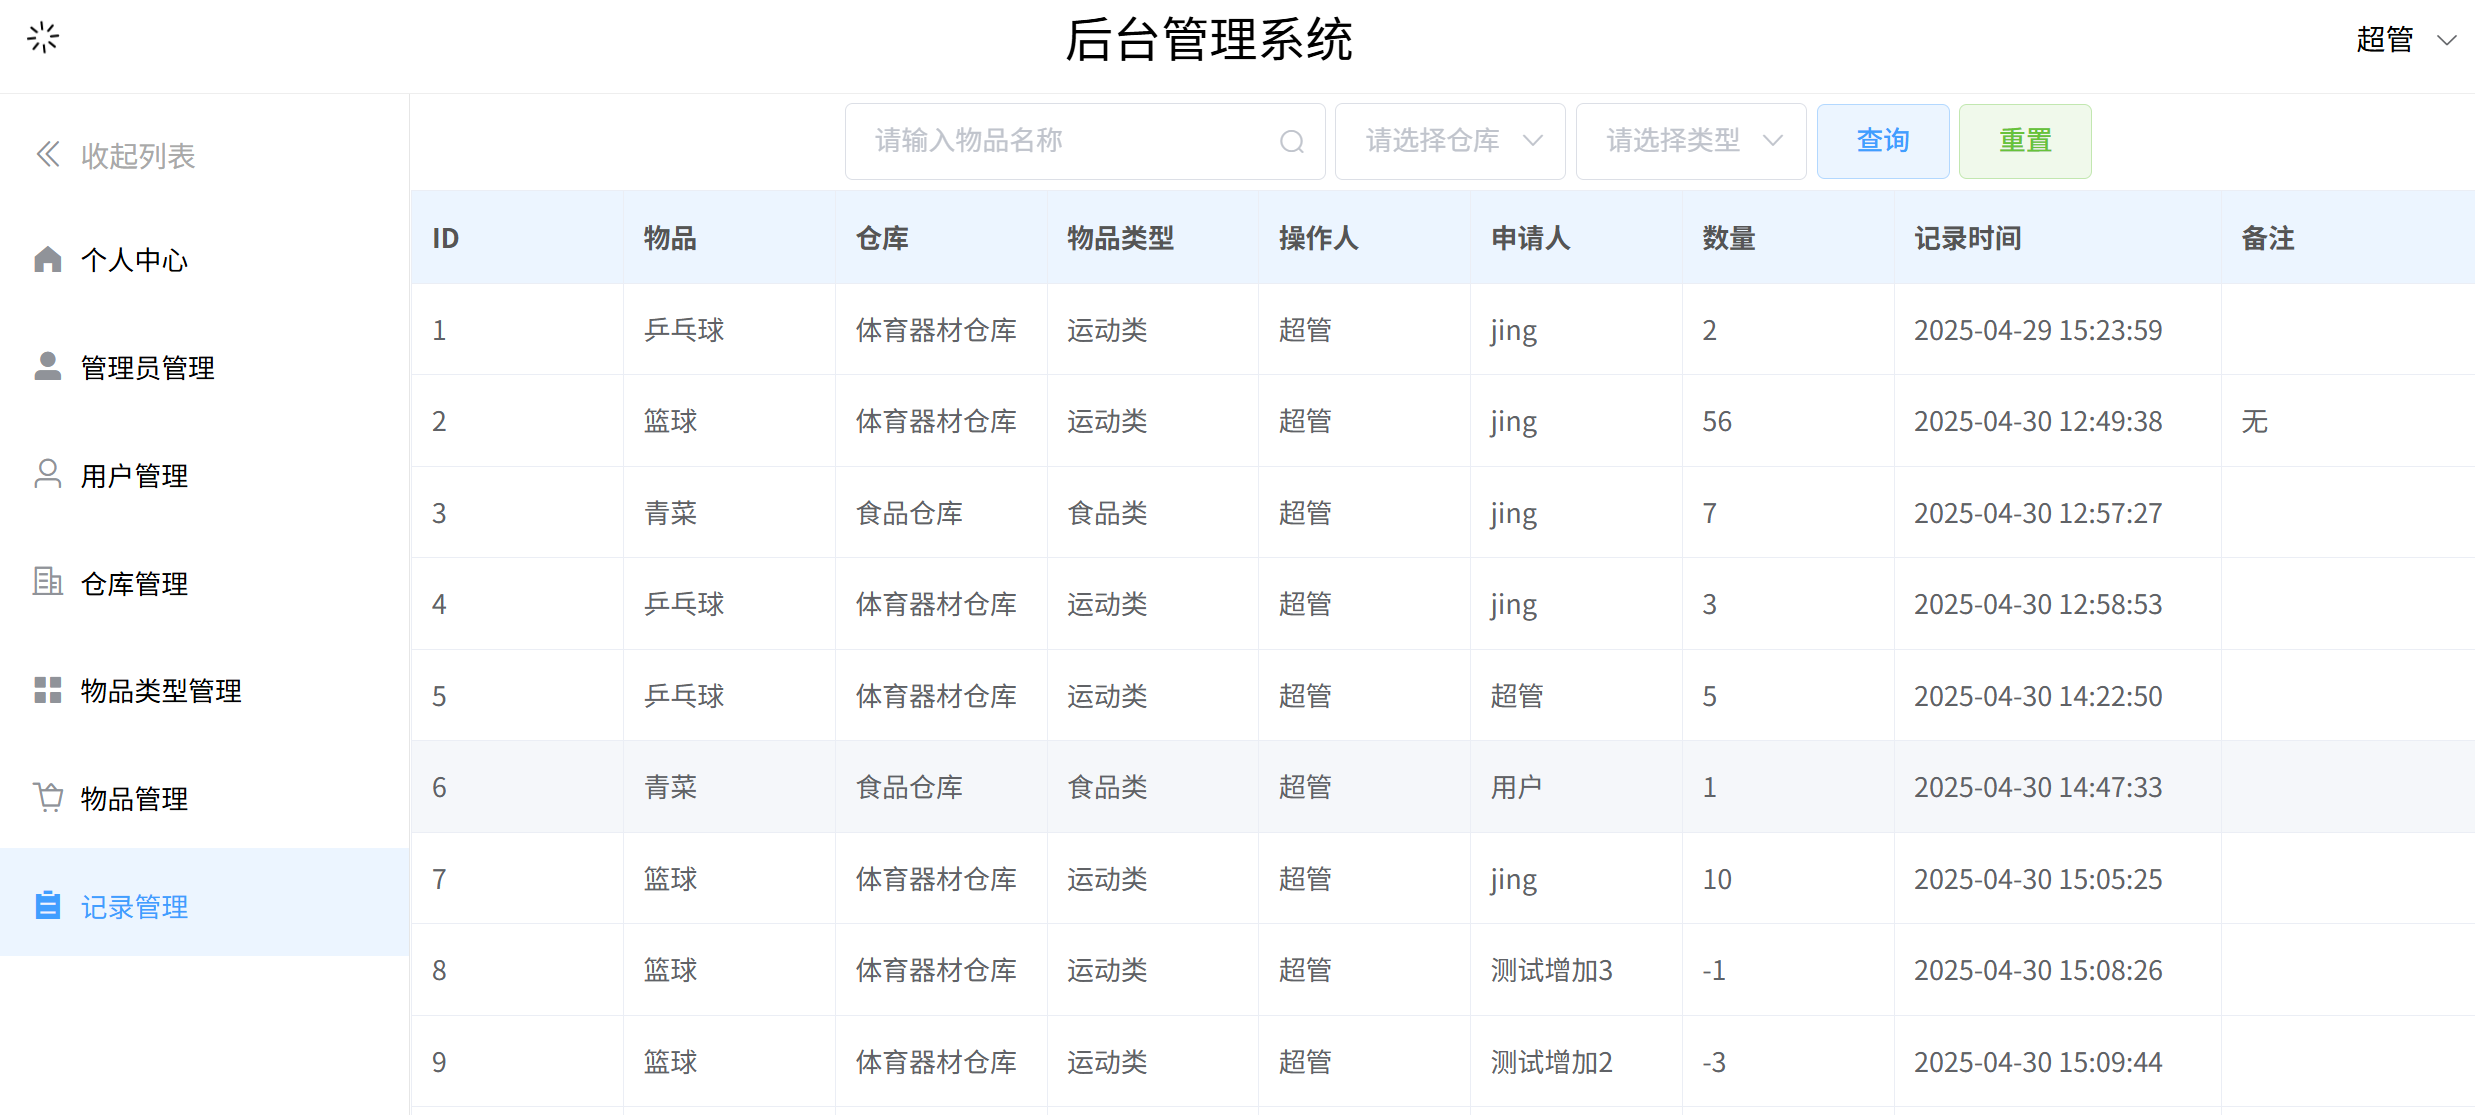 后台管理系统
超管
收起列表
个人中心
管理员管理
用户管理
仓库管理
物品类型管理
物品管理
记录管理
请输入物品名称 请选择仓库 请选择类型 查询 重置
ID 物品 仓库 物品类型 操作人 申请人 数量 记录时间 备注
1 乒乓球 体育器材仓库 运动类 超管 jing 2 2025-04-29 15:23:59
2 篮球 体育器材仓库 运动类 超管 jing 56 2025-04-30 12:49:38 无
3 青菜 食品仓库 食品类 超管 jing 7 2025-04-30 12:57:27
4 乒乓球 体育器材仓库 运动类 超管 jing 3 2025-04-30 12:58:53
5 乒乓球 体育器材仓库 运动类 超管 超管 5 2025-04-30 14:22:50
6 青菜 食品仓库 食品类 超管 用户 1 2025-04-30 14:47:33
7 篮球 体育器材仓库 运动类 超管 jing 10 2025-04-30 15:05:25
8 篮球 体育器材仓库 运动类 超管 测试增加3 -1 2025-04-30 15:08:26
9 篮球 体育器材仓库 运动类 超管 测试增加2 -3 2025-04-30 15:09:44